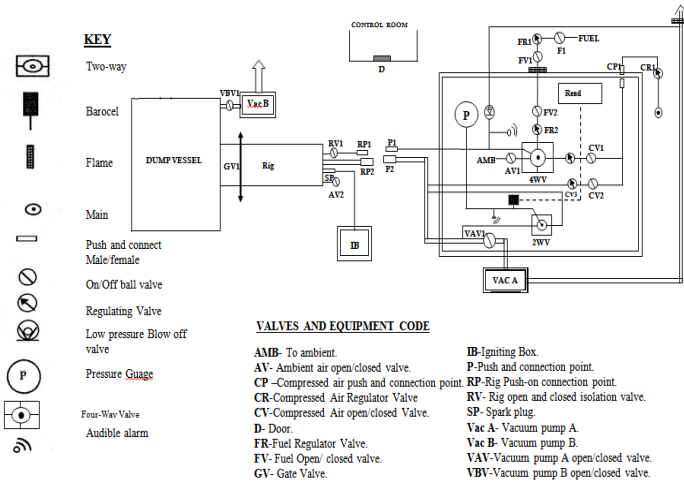 KEY
Two-way
Barocel
Flame
Main
Push and connect
Male/female
On/Off ball valve
Regulating Valve
Low pressure Blow off
valve
P
Pressure Guage
Four-Way Valve
Audible alarm
CONTROL ROOM
D
VBV1
Vac B
DUMP VESSEL
GV1
Rig
RV1
RP1
RP2
SP
AV2
IB
P1
P2
FR1
F1
FUEL
FV1
CP1
CR1
Read
P
FV2
FR2
AMB
AV1
4WV
CV1
CV3
CV2
VAV1
2WV
VAC A
VALVES AND EQUIPMENT CODE
AMB- To ambient.
AV- Ambient air open/closed valve.
CP –Compressed air push and connection point.
CR-Compressed Air Regulator Valve
CV-Compressed Air open/closed Valve.
D- Door.
FR-Fuel Regulator Valve.
FV- Fuel Open/ closed valve.
GV- Gate Valve.
IB-Igniting Box.
P-Push and connection point.
RP-Rig Push-on connection point.
RV- Rig open and closed isolation valve.
SP- Spark plug.
Vac A- Vacuum pump A.
Vac B- Vacuum pump B.
VAV-Vacuum pump A open/closed valve.
VBV-Vacuum pump B open/closed valve.